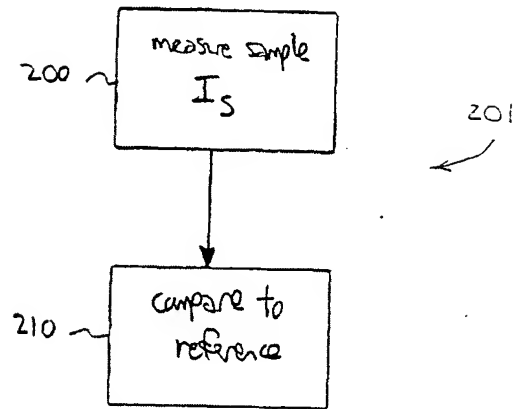 measure sample
200
I_S
201
compare to
210
reference